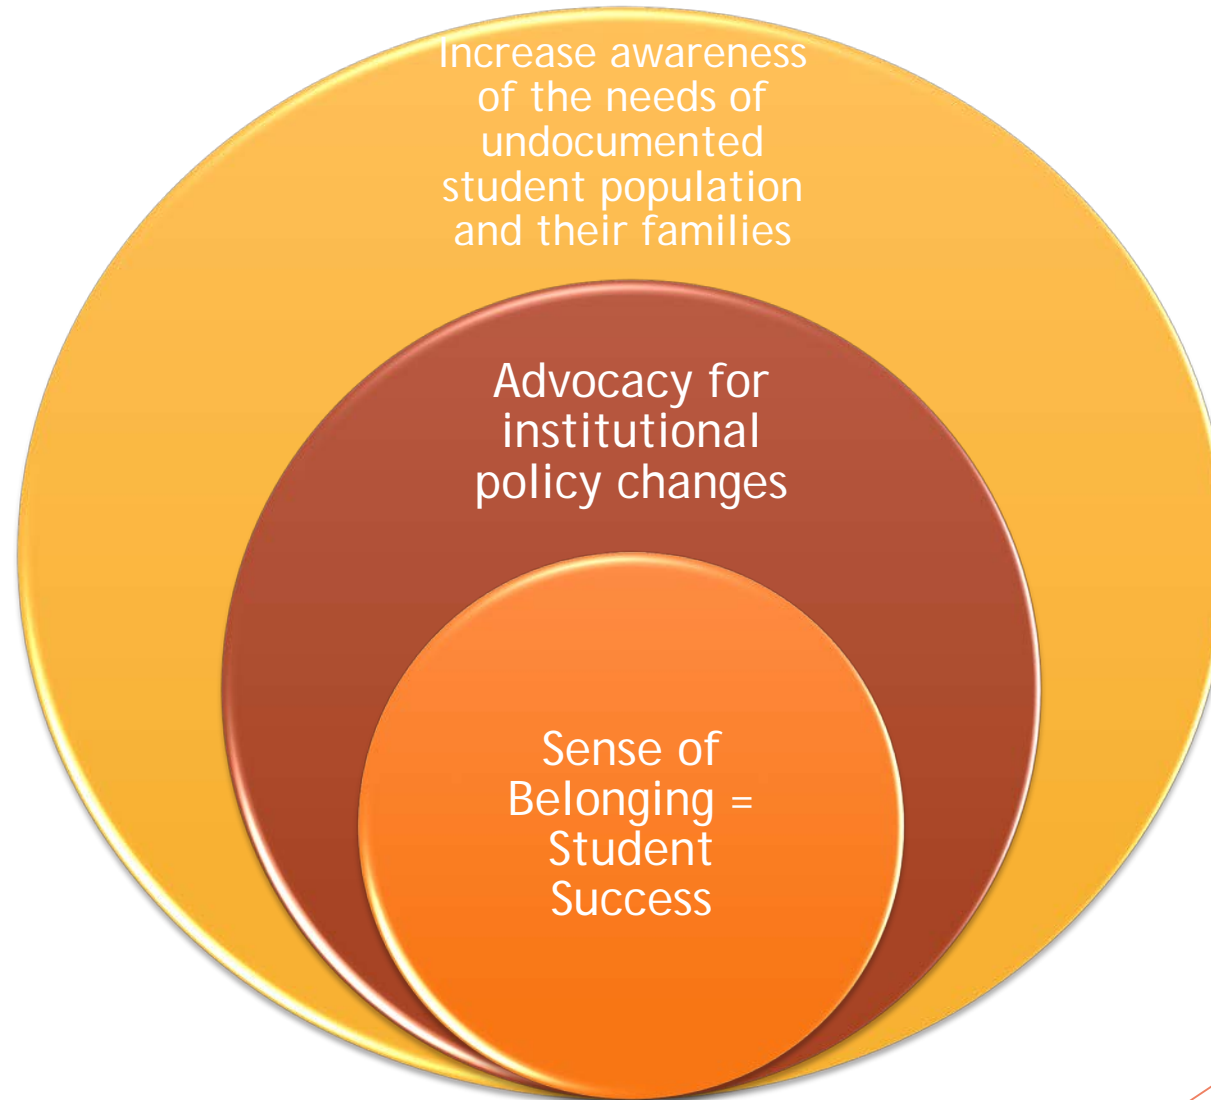 Increase awareness
of the needs of
undocumented
student population
and their families
Advocacy for
institutional
policy changes
Sense of
Belonging =
Student
Success